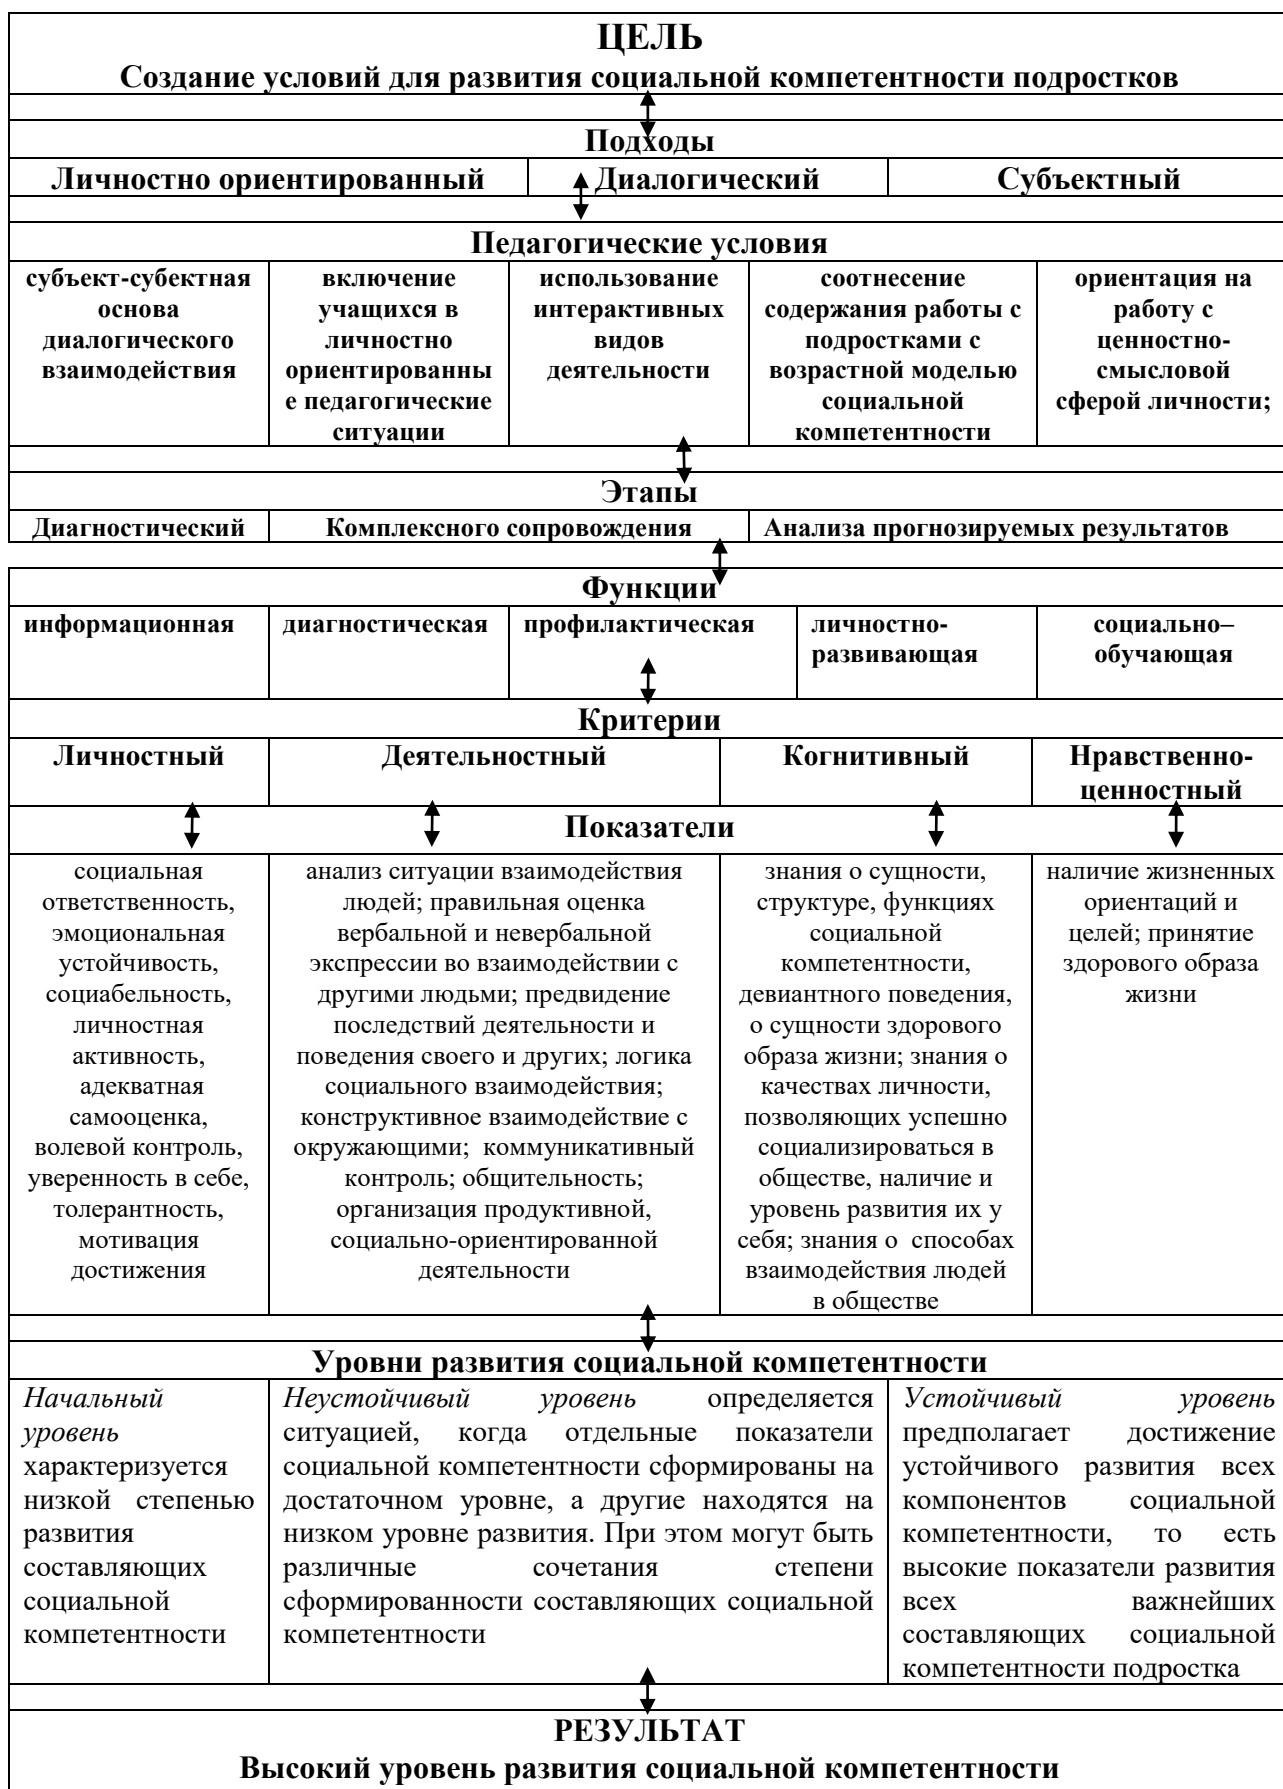 ЦЕЛЬ
Создание условий для развития социальной компетентности подростков
Подходы
Личностно ориентированный
Диалогический
Субъектный
Педагогические условия
субъект-субектная
основа
диалогического
взаимодействия
включение
учащихся в
личностно
ориентированны
е педагогические
ситуации
использование
интерактивных
видов
деятельности
соотнесение
содержания работы с
подростками с
возрастной моделью
социальной
компетентности
ориентация на
работу с
ценностно-
смысловой
сферой личности;
Этапы
Диагностический
Комплексного сопровождения
Анализа прогнозируемых результатов
Функции
информационная
диагностическая
профилактическая
личностно-
развивающая
социально–
обучающая
Критерии
Личностный
Деятельностный
Когнитивный
Нравственно-
ценностный
Показатели
социальная
ответственность,
эмоциональная
устойчивость,
социабельность,
личностная
активность,
адекватная
самооценка,
волевой контроль,
уверенность в себе,
толерантность,
мотивация
достижения
анализ ситуации взаимодействия
людей; правильная оценка
вербальной и невербальной
экспрессии во взаимодействии с
другими людьми; предвидение
последствий деятельности и
поведения своего и других; логика
социального взаимодействия;
конструктивное взаимодействие с
окружающими; коммуникативный
контроль; общительность;
организация продуктивной,
социально-ориентированной
деятельности
знания о сущности,
структуре, функциях
социальной
компетентности,
девиантного поведения,
о сущности здорового
образа жизни; знания о
качествах личности,
позволяющих успешно
социализироваться в
обществе, наличие и
уровень развития их у
себя; знания о способах
взаимодействия людей
в обществе
наличие жизненных
ориентаций и
целей; принятие
здорового образа
жизни
Уровни развития социальной компетентности
Начальный
уровень
характеризуется
низкой степенью
развития
составляющих
социальной
компетентности
Неустойчивый уровень определяется
ситуацией, когда отдельные показатели
социальной компетентности сформированы на
достаточном уровне, а другие находятся на
низком уровне развития. При этом могут быть
различные сочетания степени
сформированности составляющих социальной
компетентности
Устойчивый уровень
предполагает достижение
устойчивого развития всех
компонентов социальной
компетентности, то есть
высокие показатели развития
всех важнейших
составляющих социальной
компетентности подростка
РЕЗУЛЬТАТ
Высокий уровень развития социальной компетентности